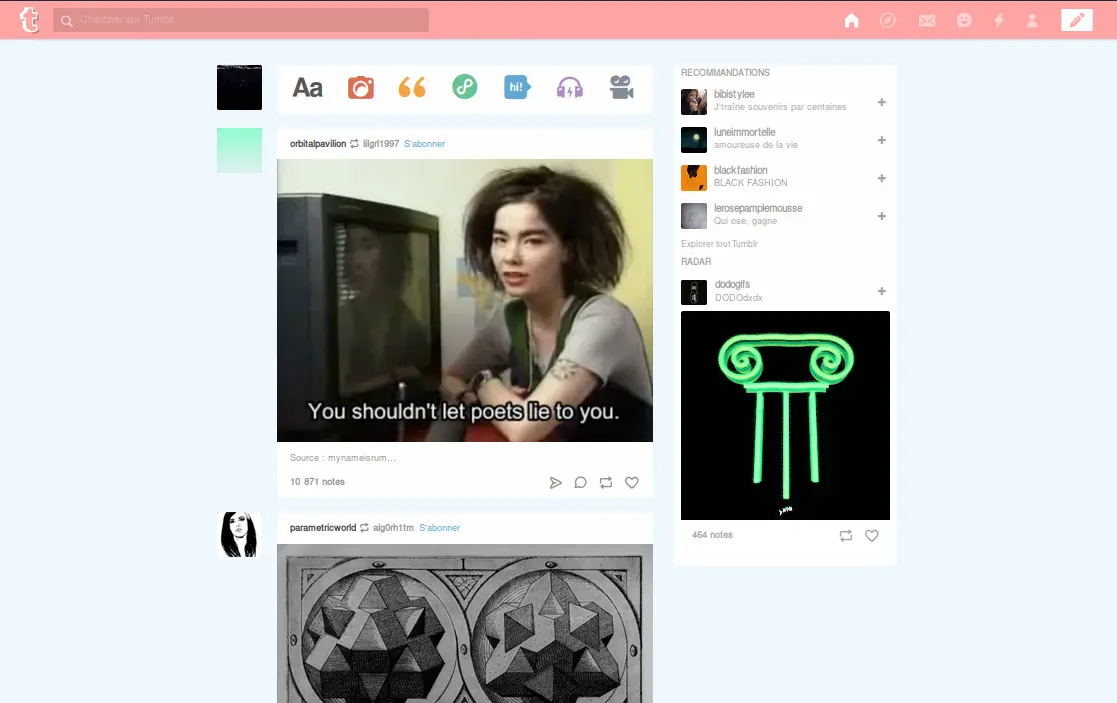 t
Chercher sur Tumblr
Aa
hi!
orbitalpavilion lilgrl1997 S'abonner
You shouldn't let poets lie to you.
Source : mynameisrum...
10 871 notes
parametricworld alg0rh1tm S'abonner
I
RECOMMANDATIONS
bibistylee
J'traîne souvenirs par centaines
luneimmortelle
amoureuse de la vie
blackfashion
BLACK FASHION
lerosepamplemousse
Qui ose, gagne
Explorer tout Tumblr
RADAR
dodogifs
DODOdxdx
464 notes